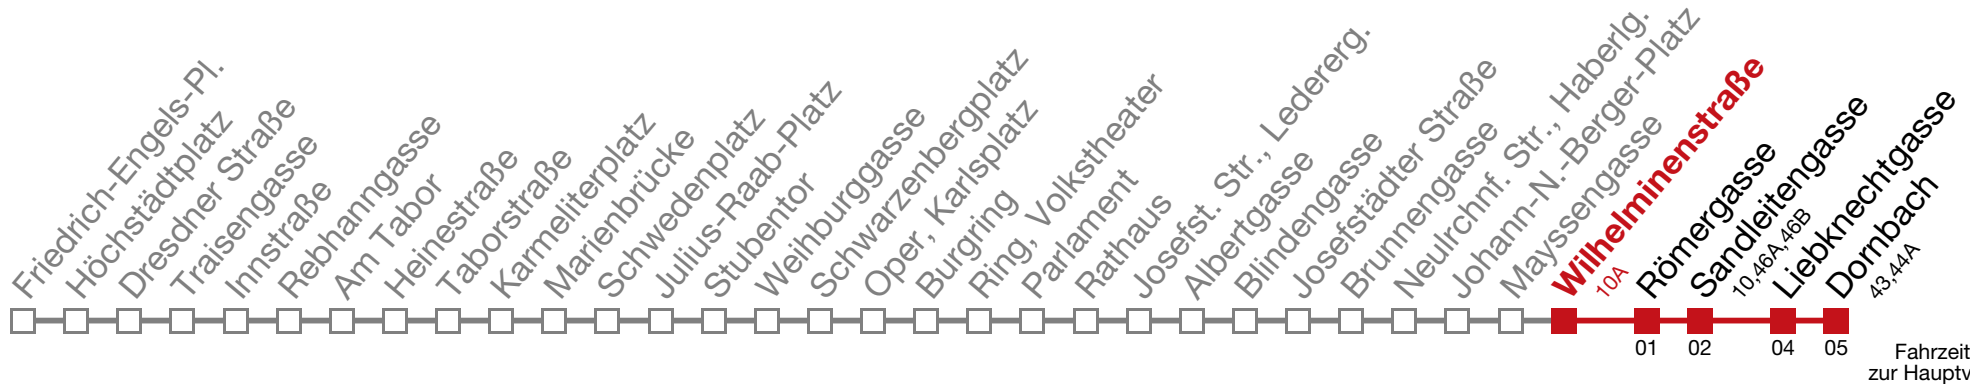 Friedrich-Engels-Pl.
Höchstädtplatz
Dresdner Straße
Traisengasse
Innstraße
Rebhanngasse
Am Tabor
Heinestraße
Taborstraße
Karmeliterplatz
Marienbrücke
Schwedenplatz
Julius-Raab-Platz
Stubentor
Weihburggasse
Schwarzenbergplatz
Oper, Karlsplatz
Burgring
Ring, Volkstheater
Parlament
Rathaus
Josefst. Str., Ledererg.
Albertgasse
Blindengasse
Josefstädter Straße
Brunnengasse
Neulrchnf. Str., Haberlg.
Johann-N.-Berger-Platz
Mayssengasse
Wilhelminenstraße
10A
Römergasse
Sandleitengasse
10,46A,46B
Liebknechtgasse
Dornbach
43,44A
01 02 04 05
Fahrzeit
zur Hauptv